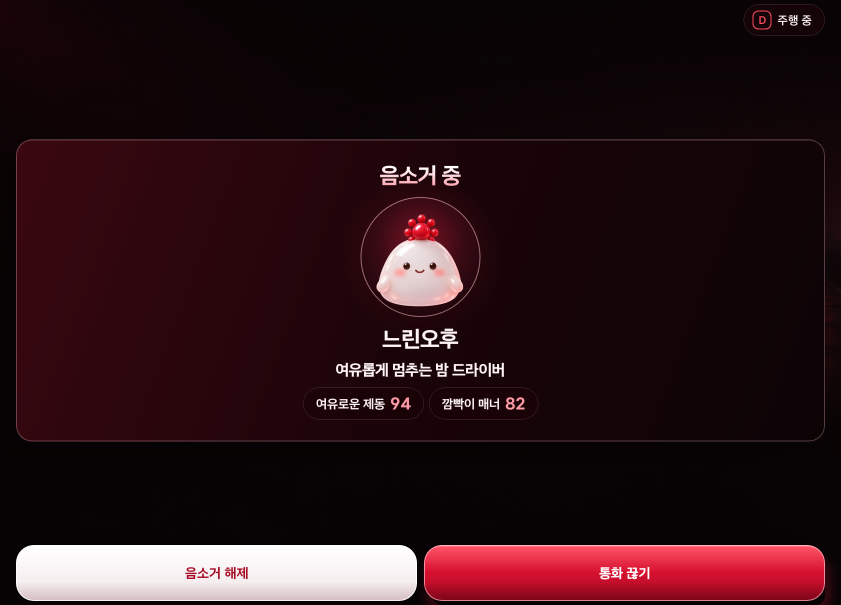 D 주행 중
음소거 중
느린오후
여유롭게 멈추는 밤 드라이버
여유로운 제동 94 깜빡이 매너 82
음소거 해제 통화 끊기